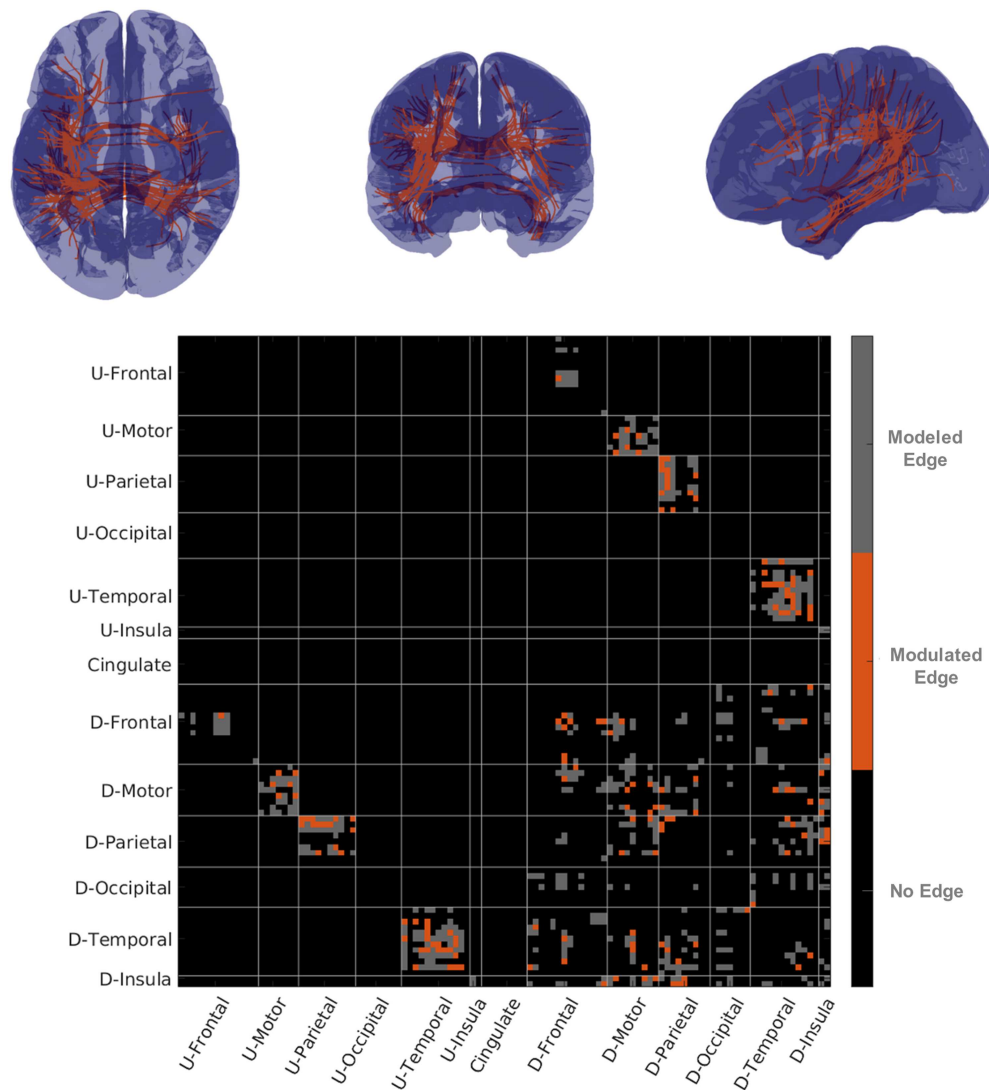 U-Frontal
U-Motor
U-Parietal
U-Occipital
U-Temporal
U-Insula
Cingulate
D-Frontal
D-Motor
D-Parietal
D-Occipital
D-Temporal
D-Insula
Modeled
Edge
Modulated
Edge
No Edge
U-Frontal
U-Motor
U-Parietal
U-Occipital
U-Temporal
U-Insula
Cingulate
D-Frontal
D-Motor
D-Parietal
D-Occipital
D-Temporal
D-Insula